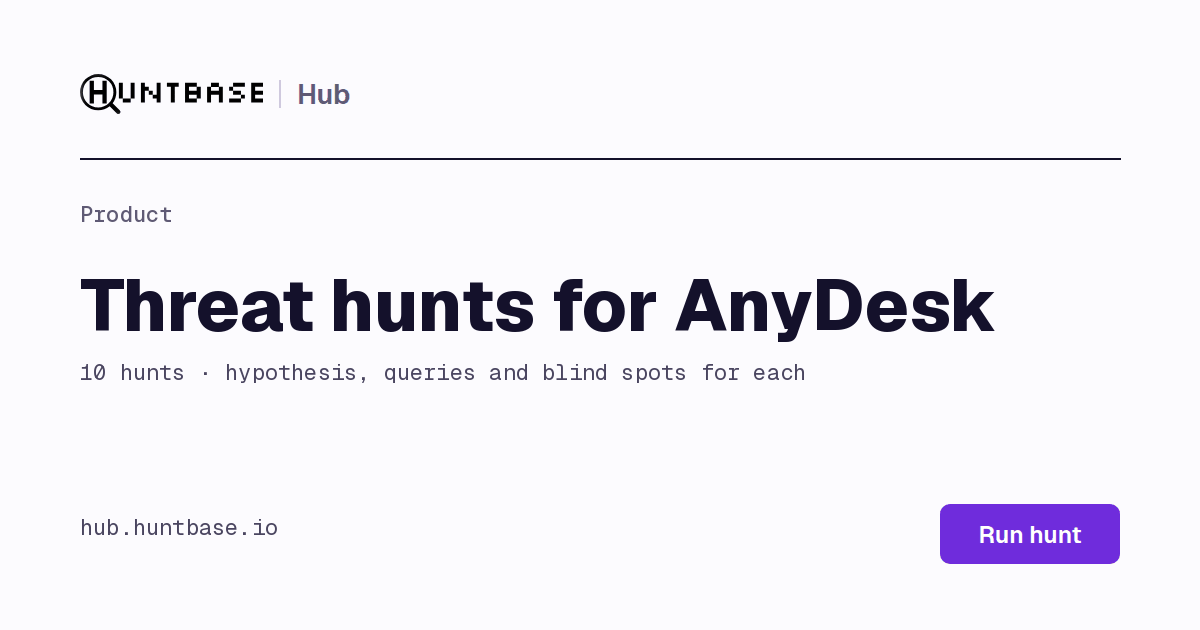 HUNTBASE | Hub
Product
Threat hunts for AnyDesk
10 hunts · hypothesis, queries and blind spots for each
hub.huntbase.io
Run hunt